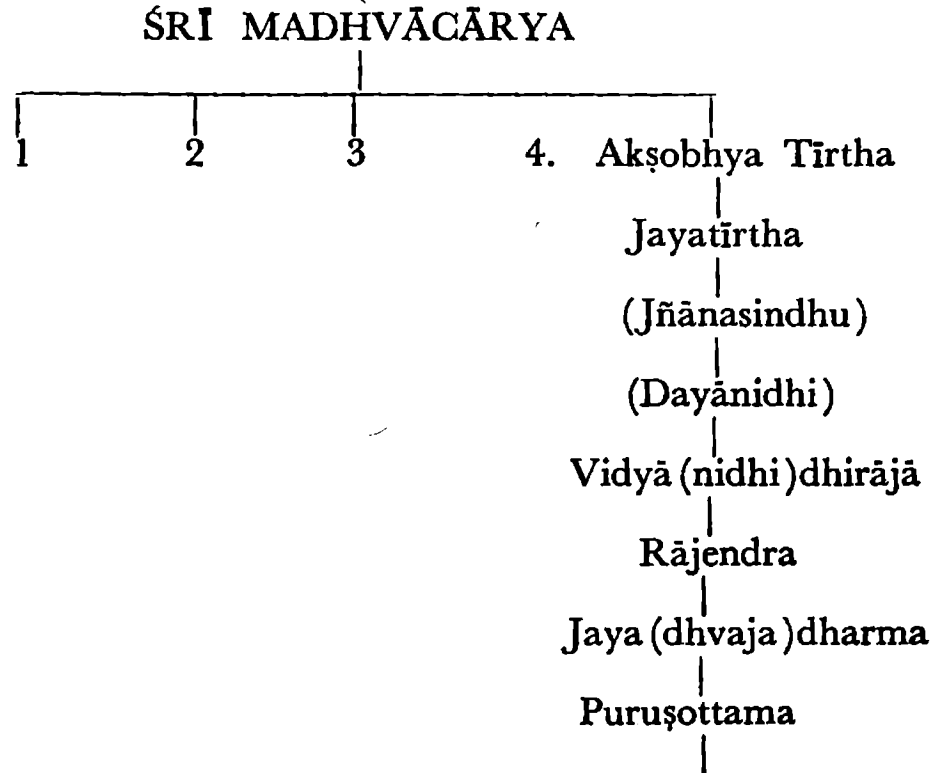 ŚRĪ MADHVĀCĀRYA
1 2 3 4. Akṣobhya Tīrtha
Jayatīrtha
(Jñānasindhu)
(Dayānidhi)
Vidyā(nidhi)dhirājā
Rājendra
Jaya(dhvaja)dharma
Puruṣottama